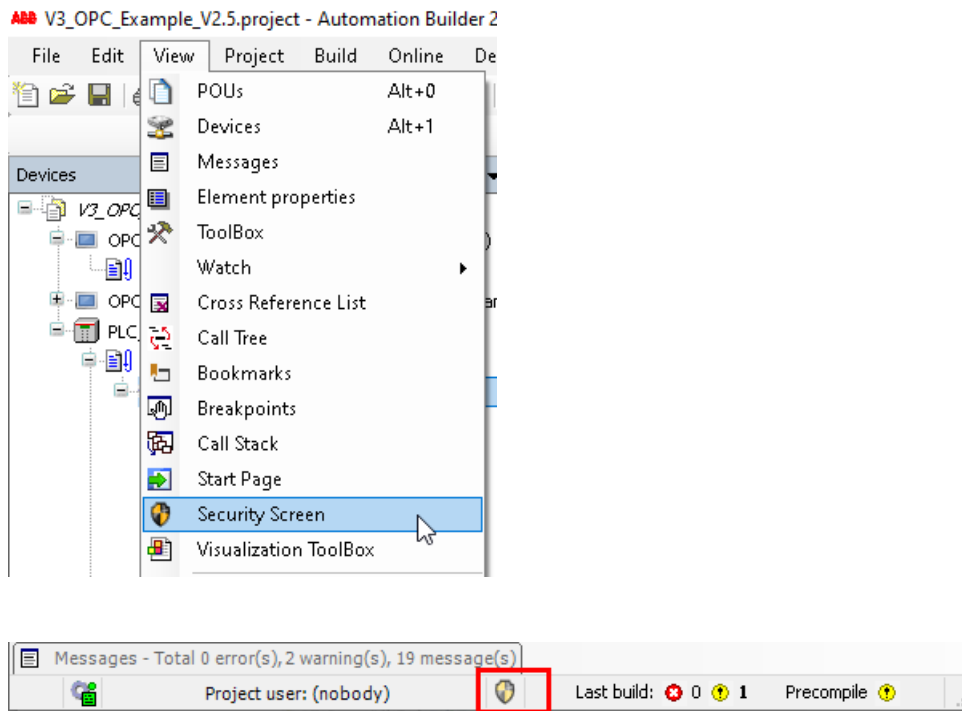 ABB V3_OPC_Example_V2.5.project - Automation Builder 2
File Edit View Project Build Online De
POUs Alt+0
Devices Alt+1
Messages
Devices
Element properties
V3_OPC
ToolBox
OPC
Watch
OPC Cross Reference List
PLC_ Call Tree
Bookmarks
Breakpoints
Call Stack
Start Page
Security Screen
Visualization ToolBox
Messages - Total 0 error(s), 2 warning(s), 19 message(s)
Project user: (nobody) Last build: 0 1 Precompile